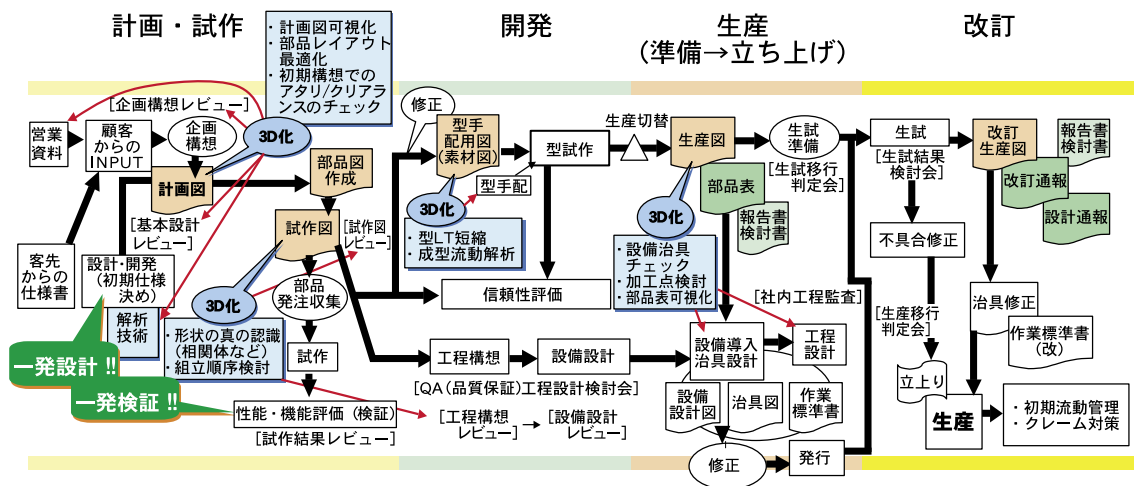 計画・試作
開発
生産
(準備→立ち上げ)
改訂
・計画図可視化
・部品レイアウト
最適化
・初期構想での
アタリ/クリアラ
ンスのチェック
[企画構想レビュー]
営業
資料
顧客
からの
INPUT
企画
構想
3D化
計画図
部品図
作成
[基本設計
レビュー]
試作図
[試作図
レビュー]
客先
からの
仕様書
設計・開発
(初期仕様
決め)
解析
技術
3D化
・形状の真の認識
(相関体など)
・組立順序検討
部品
発注収集
試作
一発設計!!
一発検証!!
性能・機能評価(検証)
[試作結果レビュー]
修正
型手
配用図
(素材図)
型試作
型手配
3D化
・型LT短縮
・成型流動解析
信頼性評価
工程構想
設備設計
[QA(品質保証)工程設計検討会]
[工程構想
レビュー]
→
[設備設計
レビュー]
生産切替
生産図
生試
準備
[生試移行
判定会]
部品表
報告書
検討書
3D化
・設備治具
チェック
・加工点検討
・部品表可視化
[社内工程監査]
設備導入
治具設計
工程
設計
設備
設計図
治具図
作業
標準書
修正
発行
生試
[生試結果
検討会]
改訂
生産図
報告書
検討書
改訂通報
設計通報
不具合修正
[生産移行
判定会]
治具修正
作業標準書
(改)
立上り
生産
・初期流動管理
・クレーム対策